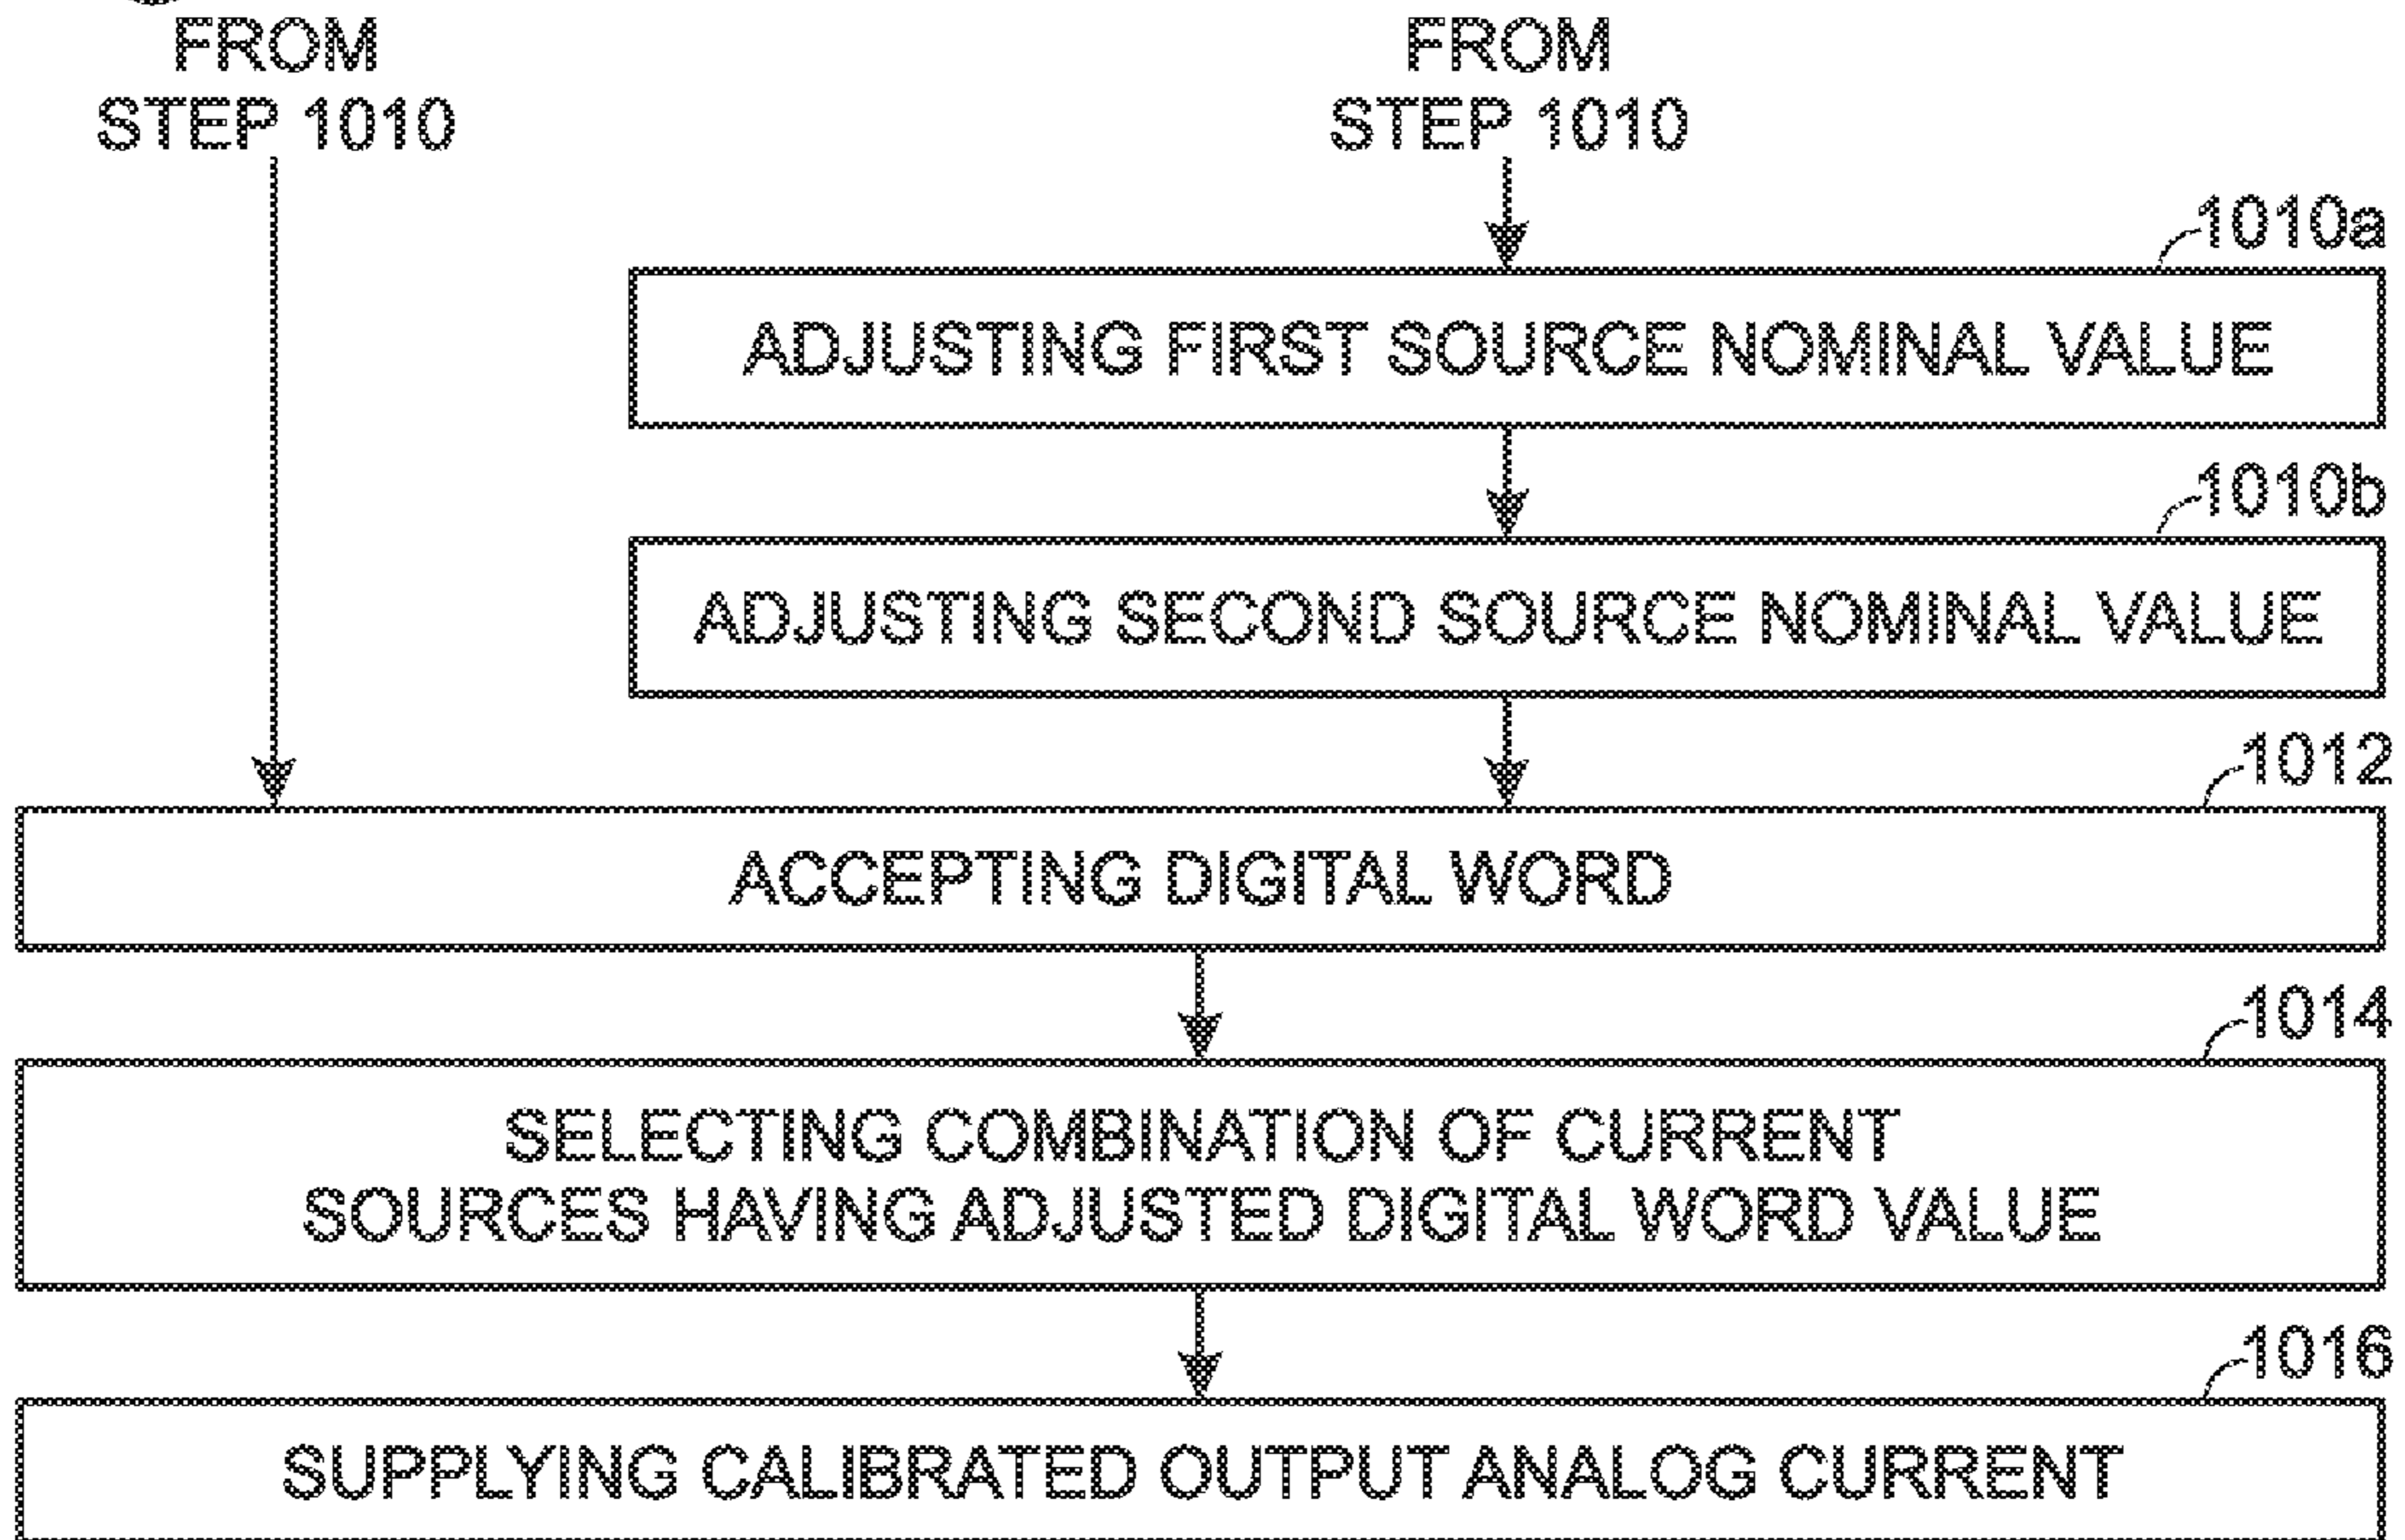 FROM
STEP 1010
FROM
STEP 1010
1010a
ADJUSTING FIRST SOURCE NOMINAL VALUE
1010b
ADJUSTING SECOND SOURCE NOMINAL VALUE
1012
ACCEPTING DIGITAL WORD
1014
SELECTING COMBINATION OF CURRENT
SOURCES HAVING ADJUSTED DIGITAL WORD VALUE
1016
SUPPLYING CALIBRATED OUTPUT ANALOG CURRENT